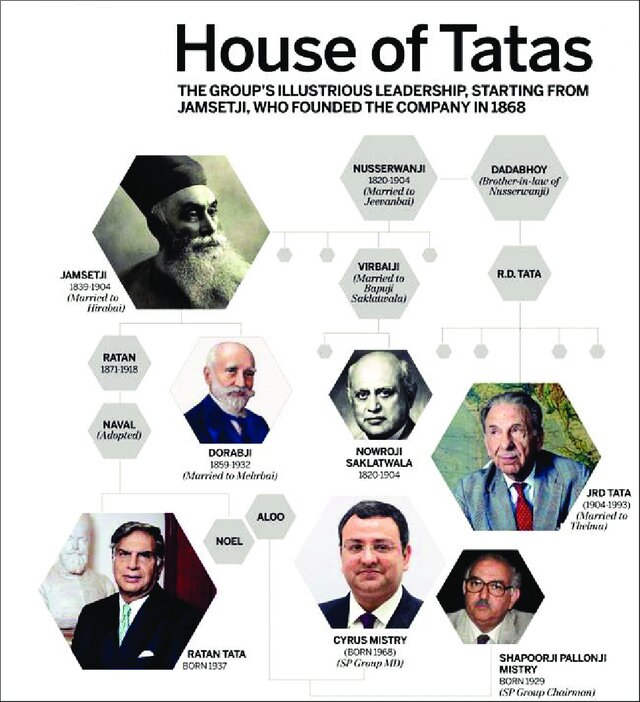 House of Tatas
THE GROUP'S ILLUSTRIOUS LEADERSHIP, STARTING FROM
JAMSETJI, WHO FOUNDED THE COMPANY IN 1868
NUSSERWANJI
1820-1904
(Married to
Jeevanbai)
DADABHOY
(Brother-in-law of
Nusserwanji)
JAMSETJI
1839-1904
(Married to
Hirabai)
VIRBAIJI
(Married to
Bapuji
Saklatwala)
R.D. TATA
RATAN
1871-1918
NAVAL
(Adopted)
DORABJI
1859-1932
(Married to Mehrbai)
NOWROJI
SAKLATWALA
1820-1904
JRD TATA
(1904-1993)
(Married to
Thelma)
ALOO
NOEL
RATAN TATA
BORN 1937
CYRUS MISTRY
(BORN 1968)
(SP Group MD)
SHAPOORJI PALLONJI
MISTRY
BORN 1929
(SP Group Chairman)